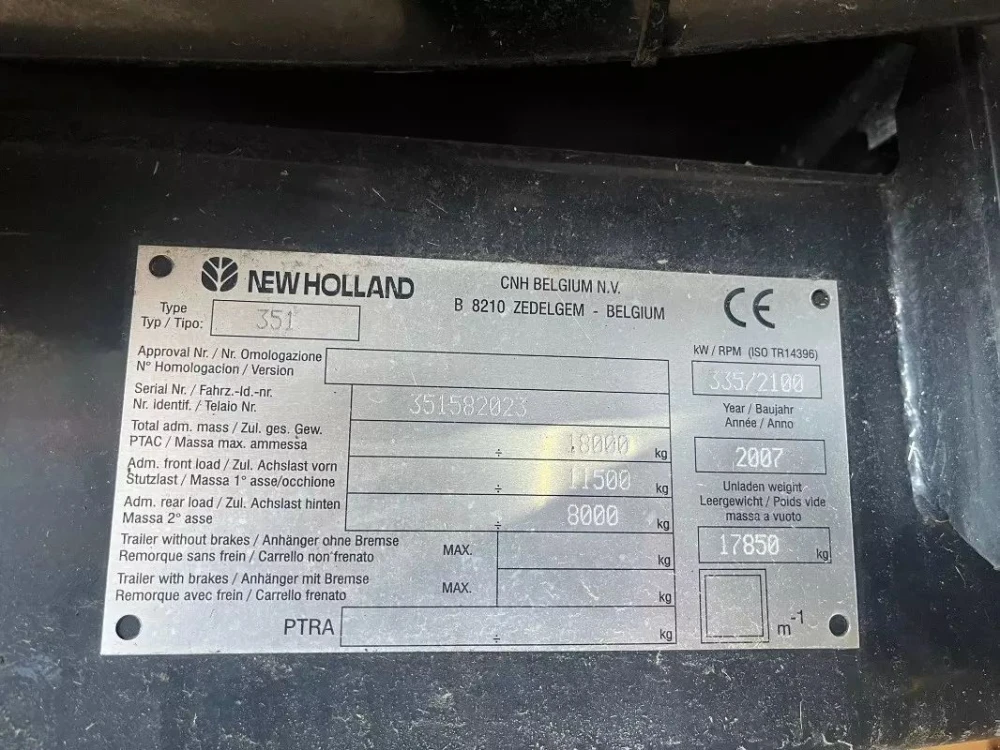 NEW HOLLAND
CNH BELGIUM N.V.
B 8210 ZEDELGEM - BELGIUM
CE
Type
Typ / Tipo:
351
Approval Nr. / Nr. Omologazione
N° Homologacion / Version
Serial Nr. / Fahrz.-Id.-nr.
Nr. identif. / Telaio Nr.
351582023
Total adm. mass / Zul. ges. Gew.
PTAC / Massa max. ammessa
÷ 18000 kg
Adm. front load / Zul. Achslast vorn
Stutzlast / Massa 1° asse/occhione
÷ 11500 kg
Adm. rear load / Zul. Achslast hinten
Massa 2° asse
÷ 8000 kg
Trailer without brakes / Anhänger ohne Bremse
Remorque sans frein / Carrello non frenato
MAX. kg
Trailer with brakes / Anhänger mit Bremse
Remorque avec frein / Carrello frenato
MAX. kg
PTRA ÷ kg
kW / RPM (ISO TR14396)
335/2100
Year / Baujahr
Année / Anno
2007
Unladen weight
Leergewicht / Poids vide
massa a vuoto
17850 kg
m-1